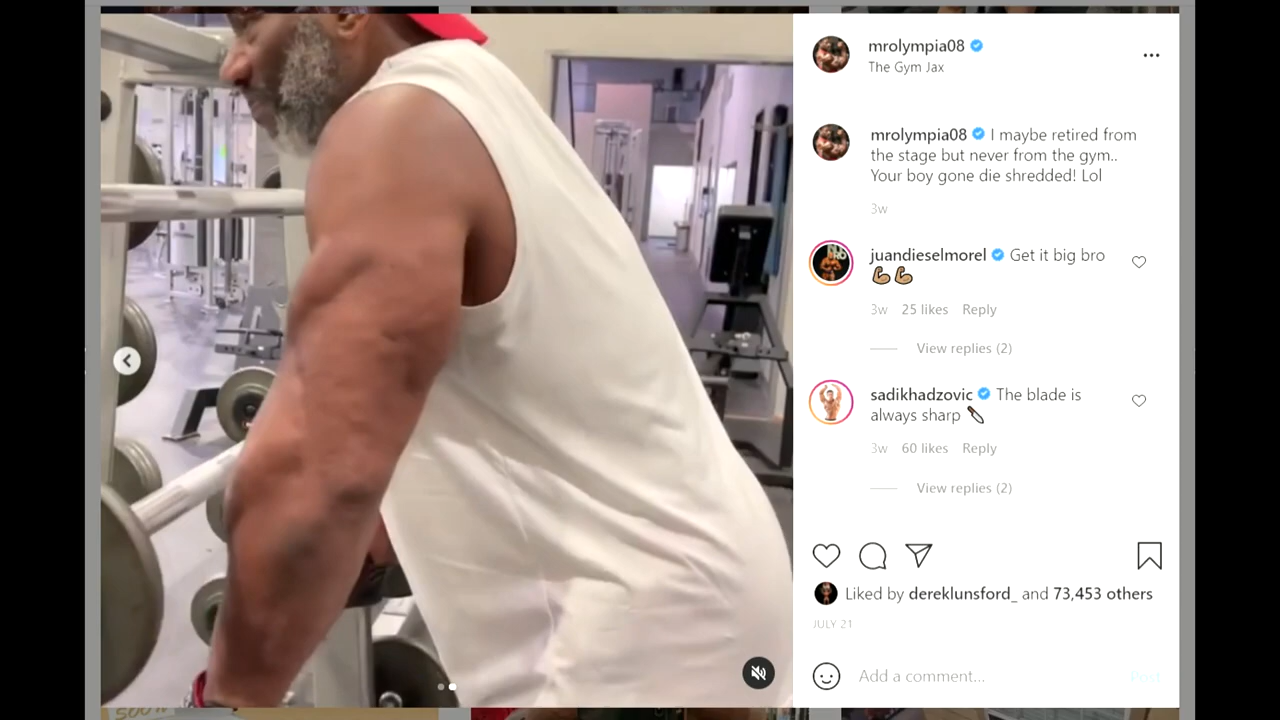 mrolympia08
The Gym Jax
mrolympia08 I maybe retired from
the stage but never from the gym..
Your boy gone die shredded! Lol
3w
juandieselmorel Get it big bro
3w 25 likes Reply
View replies (2)
sadikhadzovic The blade is
always sharp
3w 60 likes Reply
View replies (2)
Liked by dereklunsford_ and 73,453 others
JULY 21
Add a comment...
Post